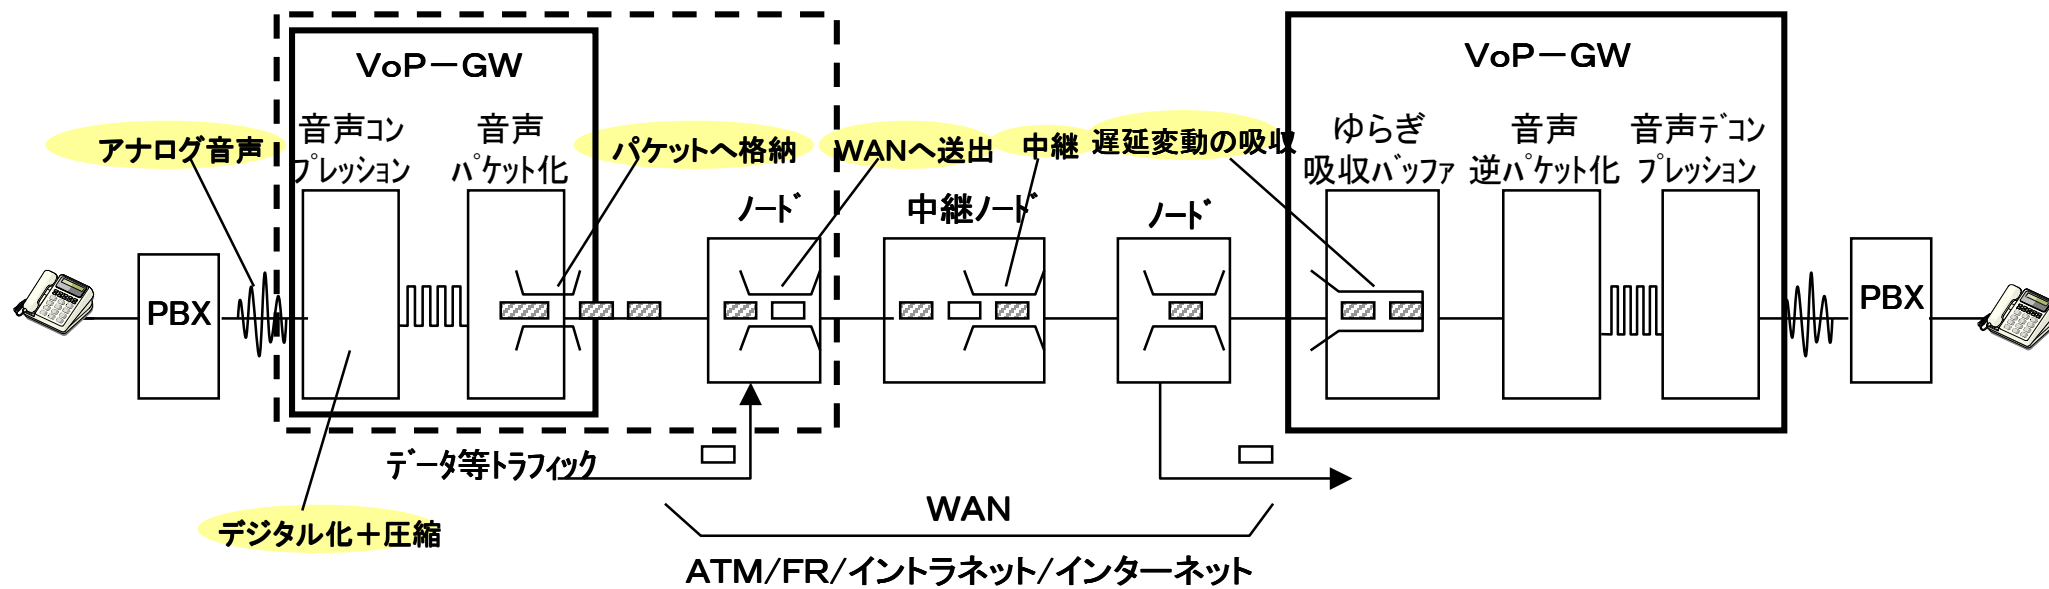 VoP－GW
VoP－GW
音声コン
プレッション
音声
パケット化
ゆらぎ
吸収バッファ
音声
逆パケット化
音声デコン
プレッション
アナログ音声
パケットへ格納
WANへ送出
中継
遅延変動の吸収
ノード
中継ノード
ノード
PBX
PBX
データ等トラフィック
デジタル化＋圧縮
WAN
ATM/FR/イントラネット/インターネット